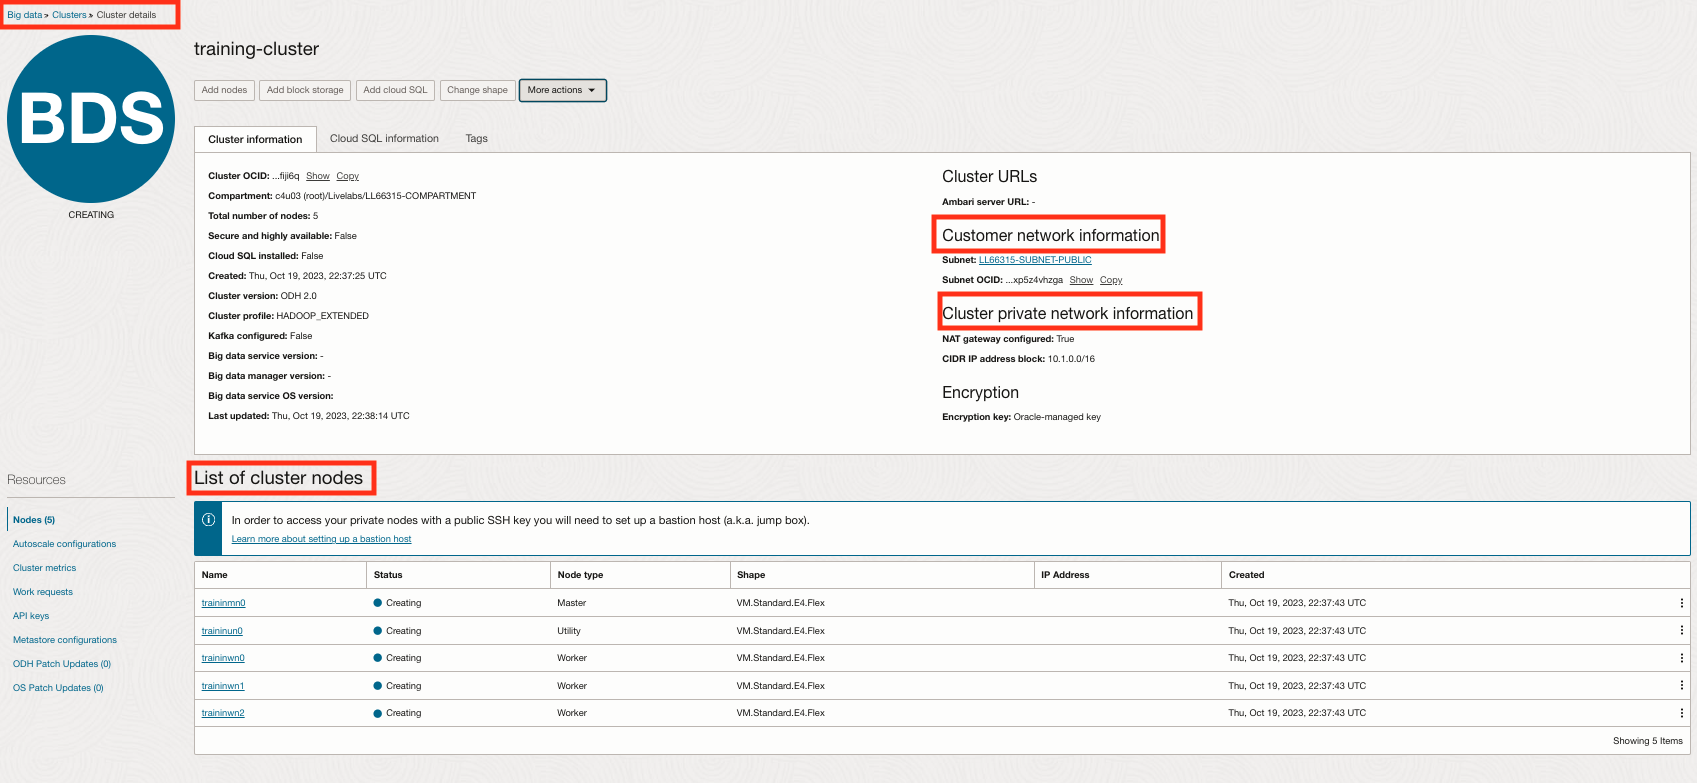 Big data » Clusters » Cluster details
BDS
CREATING
training-cluster
Add nodes Add block storage Add cloud SQL Change shape More actions
Cluster information Cloud SQL information Tags
Cluster OCID: ...fiji6q Show Copy
Compartment: c4u03 (root)/Livelabs/LL66315-COMPARTMENT
Total number of nodes: 5
Secure and highly available: False
Cloud SQL installed: False
Created: Thu, Oct 19, 2023, 22:37:25 UTC
Cluster version: ODH 2.0
Cluster profile: HADOOP_EXTENDED
Kafka configured: False
Big data service version: -
Big data manager version: -
Big data service OS version:
Last updated: Thu, Oct 19, 2023, 22:38:14 UTC
Cluster URLs
Ambari server URL: -
Customer network information
Subnet: LL66315-SUBNET-PUBLIC
Subnet OCID: ...xp5z4vhzga Show Copy
Cluster private network information
NAT gateway configured: True
CIDR IP address block: 10.1.0.0/16
Encryption
Encryption key: Oracle-managed key
Resources
Nodes (5)
Autoscale configurations
Cluster metrics
Work requests
API keys
Metastore configurations
ODH Patch Updates (0)
OS Patch Updates (0)
List of cluster nodes
In order to access your private nodes with a public SSH key you will need to set up a bastion host (a.k.a. jump box).
Learn more about setting up a bastion host
Name Status Node type Shape IP Address Created
traininmn0 Creating Master VM.Standard.E4.Flex Thu, Oct 19, 2023, 22:37:43 UTC
traininun0 Creating Utility VM.Standard.E4.Flex Thu, Oct 19, 2023, 22:37:43 UTC
traininwn0 Creating Worker VM.Standard.E4.Flex Thu, Oct 19, 2023, 22:37:43 UTC
traininwn1 Creating Worker VM.Standard.E4.Flex Thu, Oct 19, 2023, 22:37:43 UTC
traininwn2 Creating Worker VM.Standard.E4.Flex Thu, Oct 19, 2023, 22:37:43 UTC
Showing 5 Items